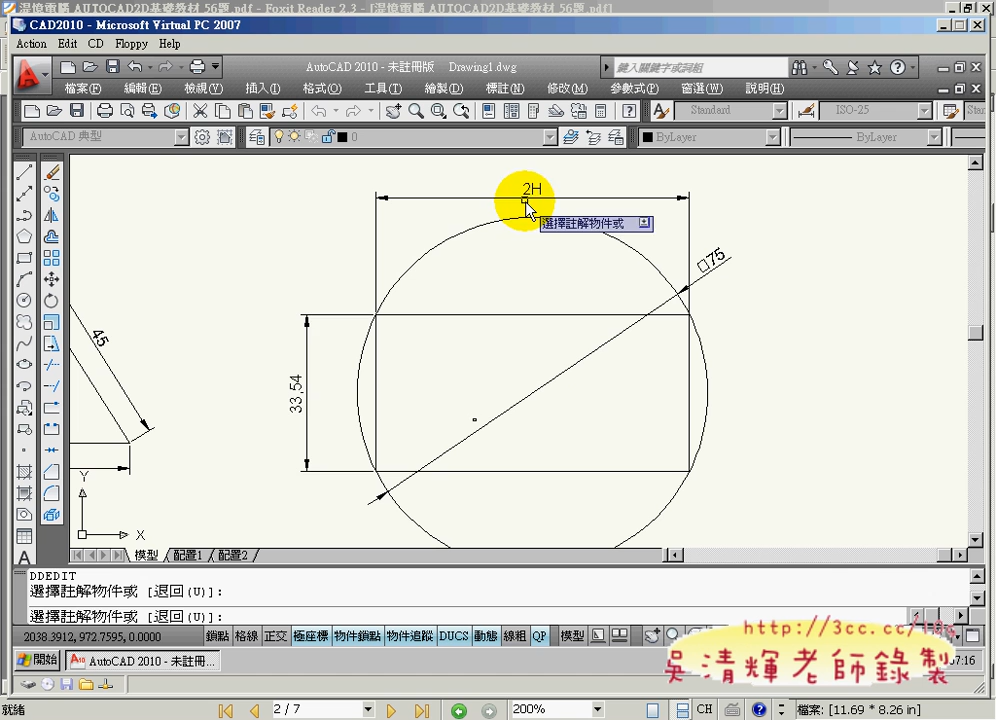 混憶電腦 AUTOCAD2D基礎教材 56題.pdf - Foxit Reader 2.3 - [混憶電腦 AUTOCAD2D基礎教材 56題.pdf]
CAD2010 - Microsoft Virtual PC 2007
Action Edit CD Floppy Help
AutoCAD 2010 - 未註冊版 Drawing1.dwg
鍵入關鍵字或詞組
檔案(F) 編輯(E) 檢視(V) 插入(I) 格式(O) 工具(T) 繪製(D) 標註(N) 修改(M) 參數式(P) 視窗(W) 說明(H)
Standard ISO-25 Stan
AutoCAD 典型 0 ByLayer ByLayer
2H
選擇註解物件或
□75
45
33,54
Y
X
模型 配置1 配置2
DDEDIT
選擇註解物件或 [退回(U)]:
選擇註解物件或 [退回(U)]:
2038.3912, 972.7595, 0.0000 鎖點 格線 正交 極座標 物件鎖點 物件追蹤 DUCS 動態 線粗 QP 模型
http://3cc.cc/
吳清輝老師錄製
開始 AutoCAD 2010 - 未註冊... 07:16
就緒 2 / 7 200% CH 檔案: [11.69 * 8.26 in]